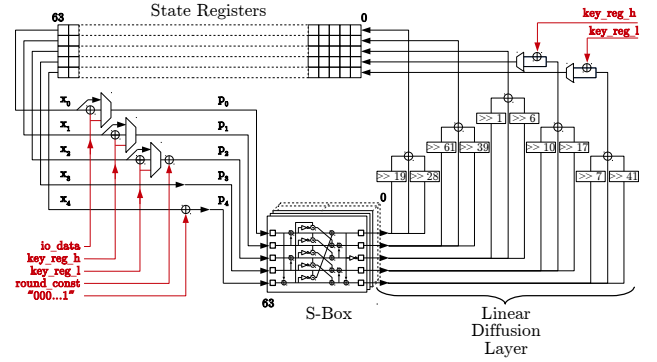 State Registers
63
0
key_reg_h
key_reg_l
x0
p0
x1
p1
x2
p2
x3
p3
x4
p4
>> 1
>> 6
>> 61
>> 39
>> 10
>> 17
>> 19
>> 28
>> 7
>> 41
0
io_data
key_reg_h
key_reg_l
round_const
"000...1"
63
S-Box
Linear
Diffusion
Layer